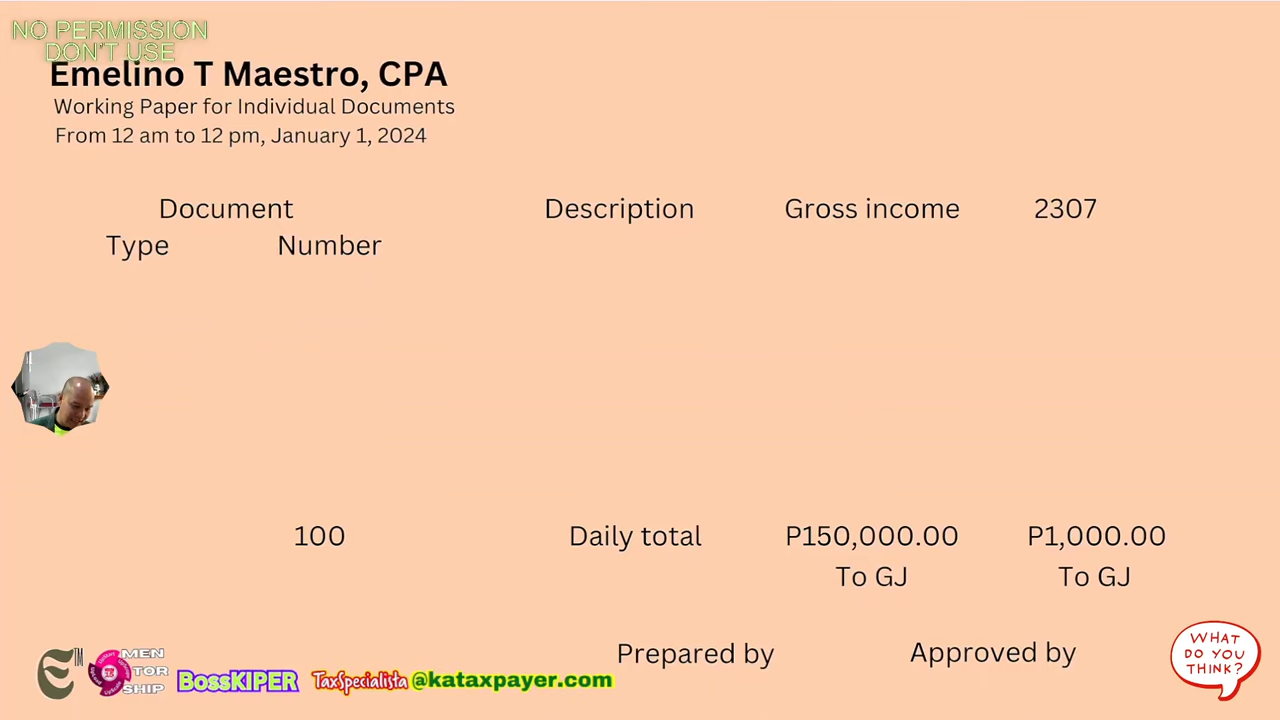 NO PERMISSION
DON'T USE
Emelino T Maestro, CPA
Working Paper for Individual Documents
From 12 am to 12 pm, January 1, 2024
Document Description Gross income 2307
Type Number
100 Daily total P150,000.00 P1,000.00
To GJ To GJ
Prepared by Approved by
TM
MEN
TOR
SHIP
BossKIPER TaxSpecialista @kataxpayer.com
WHAT
DO YOU
THINK?